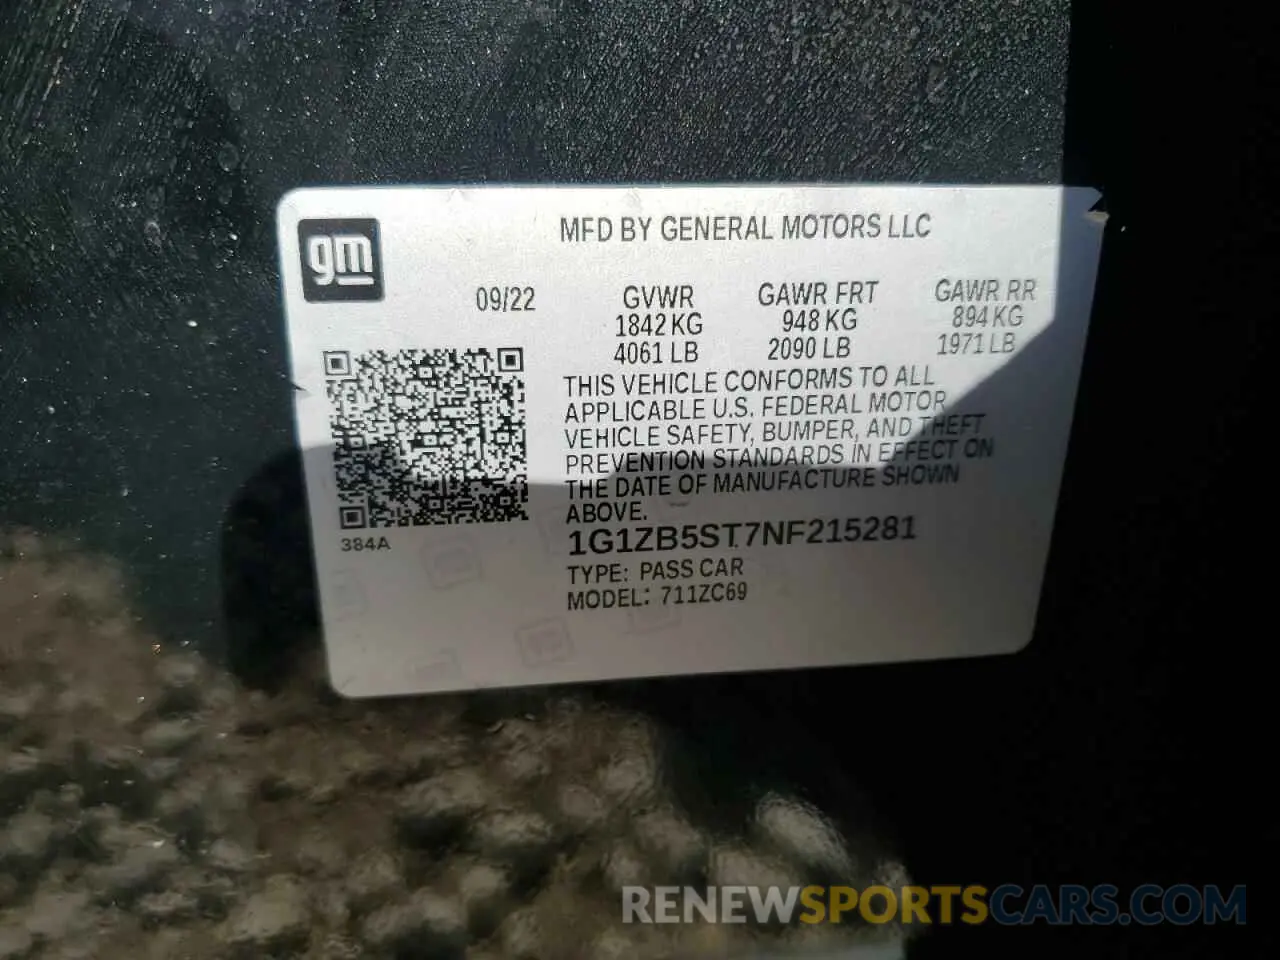 gm
MFD BY GENERAL MOTORS LLC
09/22 GVWR GAWR FRT GAWR RR
1842 KG 948 KG 894 KG
4061 LB 2090 LB 1971 LB
THIS VEHICLE CONFORMS TO ALL
APPLICABLE U.S. FEDERAL MOTOR
VEHICLE SAFETY, BUMPER, AND THEFT
PREVENTION STANDARDS IN EFFECT ON
THE DATE OF MANUFACTURE SHOWN
ABOVE.
384A
1G1ZB5ST7NF215281
TYPE: PASS CAR
MODEL: 711ZC69
RENEWSPORTSCARS.COM